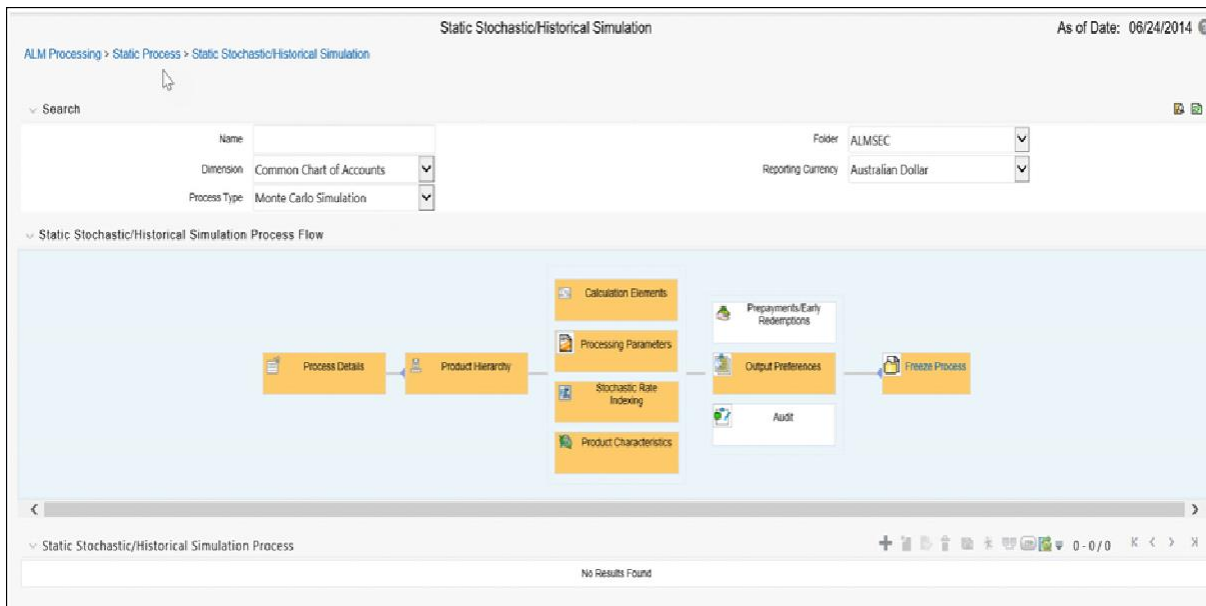 Static Stochastic/Historical Simulation
As of Date: 06/24/2014
ALM Processing > Static Process > Static Stochastic/Historical Simulation
Search
Name
Folder ALMSEC
Dimension Common Chart of Accounts
Reporting Currency Australian Dollar
Process Type Monte Carlo Simulation
Static Stochastic/Historical Simulation Process Flow
Process Details
Product Hierarchy
Calculation Elements
Processing Parameters
Stochastic Rate
Indexing
Product Characteristics
Prepayments/Early
Redemptions
Output Preferences
Audit
Freeze Process
Static Stochastic/Historical Simulation Process
0-0/0
No Results Found